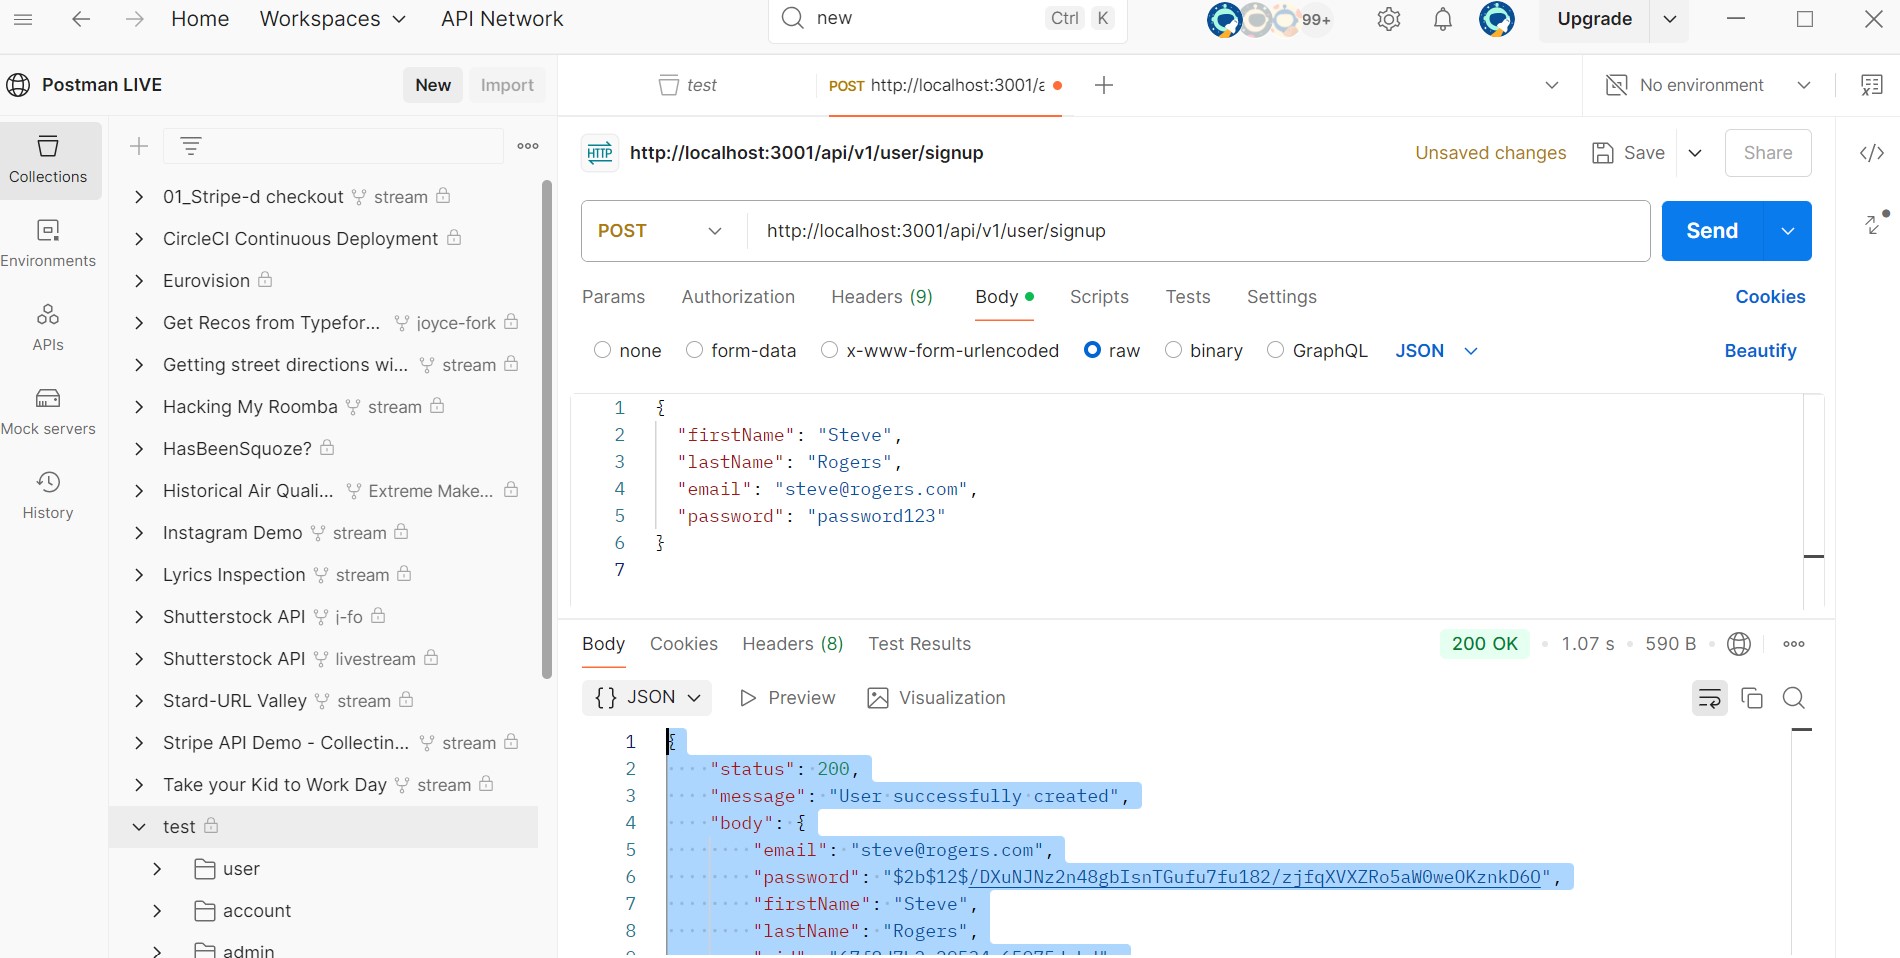 Home Workspaces API Network new Ctrl K 99+ Upgrade
Postman LIVE New Import test POST http://localhost:3001/a No environment
HTTP http://localhost:3001/api/v1/user/signup Unsaved changes Save Share
Collections
Environments
APIs
Mock servers
History
01_Stripe-d checkout stream
CircleCI Continuous Deployment
Eurovision
Get Recos from Typefor... joyce-fork
Getting street directions wi... stream
Hacking My Roomba stream
HasBeenSquoze?
Historical Air Quali... Extreme Make...
Instagram Demo stream
Lyrics Inspection stream
Shutterstock API j-fo
Shutterstock API livestream
Stard-URL Valley stream
Stripe API Demo - Collectin... stream
Take your Kid to Work Day stream
test
user
account
admin
POST http://localhost:3001/api/v1/user/signup Send
Params Authorization Headers (9) Body Scripts Tests Settings Cookies
none form-data x-www-form-urlencoded raw binary GraphQL JSON Beautify
1 {
2 "firstName": "Steve",
3 "lastName": "Rogers",
4 "email": "steve@rogers.com",
5 "password": "password123"
6 }
7
Body Cookies Headers (8) Test Results 200 OK • 1.07 s • 590 B •
{} JSON Preview Visualization
1 {
2 "status": 200,
3 "message": "User successfully created",
4 "body": {
5 "email": "steve@rogers.com",
6 "password": "$2b$12$/DXuNJNz2n48gbIsnTGufu7fu182/zjfqXVXZRo5aW0weOKznkD6O",
7 "firstName": "Steve",
8 "lastName": "Rogers",